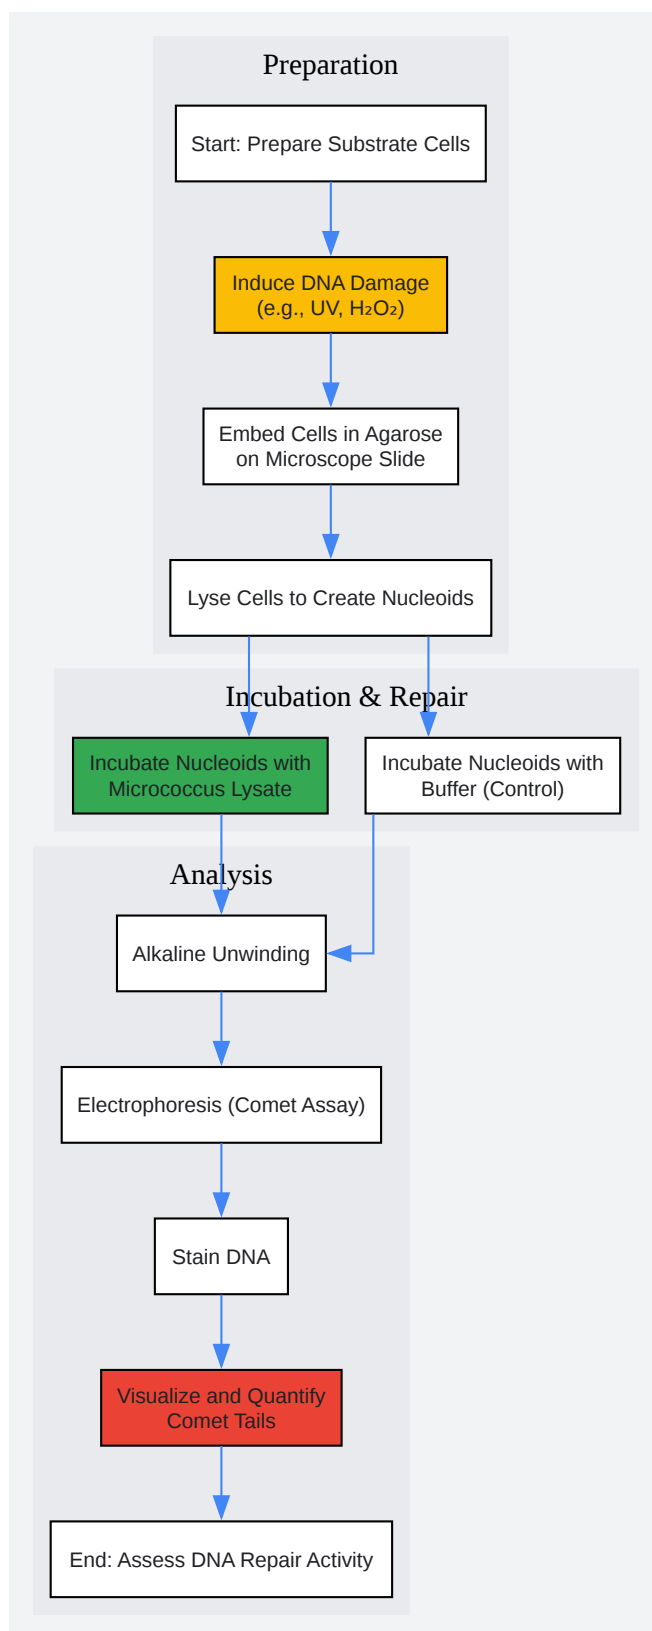 Preparation
Start: Prepare Substrate Cells
Induce DNA Damage
(e.g., UV, H₂O₂)
Embed Cells in Agarose
on Microscope Slide
Lyse Cells to Create Nucleoids
Incubation & Repair
Incubate Nucleoids with
Micrococcus Lysate
Incubate Nucleoids with
Buffer (Control)
Analysis
Alkaline Unwinding
Electrophoresis (Comet Assay)
Stain DNA
Visualize and Quantify
Comet Tails
End: Assess DNA Repair Activity